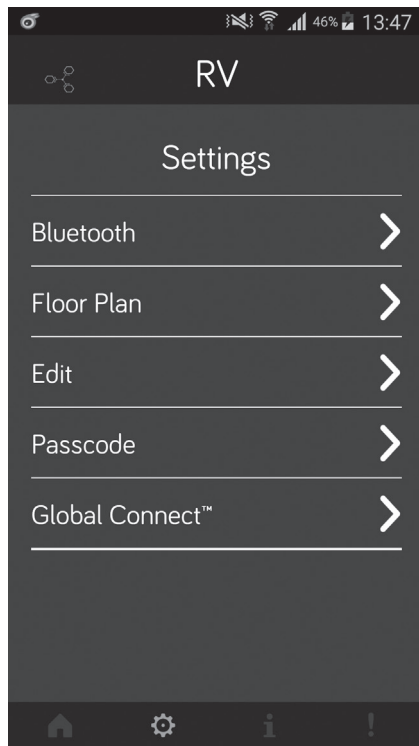 46% 13:47
RV
Settings
Bluetooth
Floor Plan
Edit
Passcode
Global Connect™